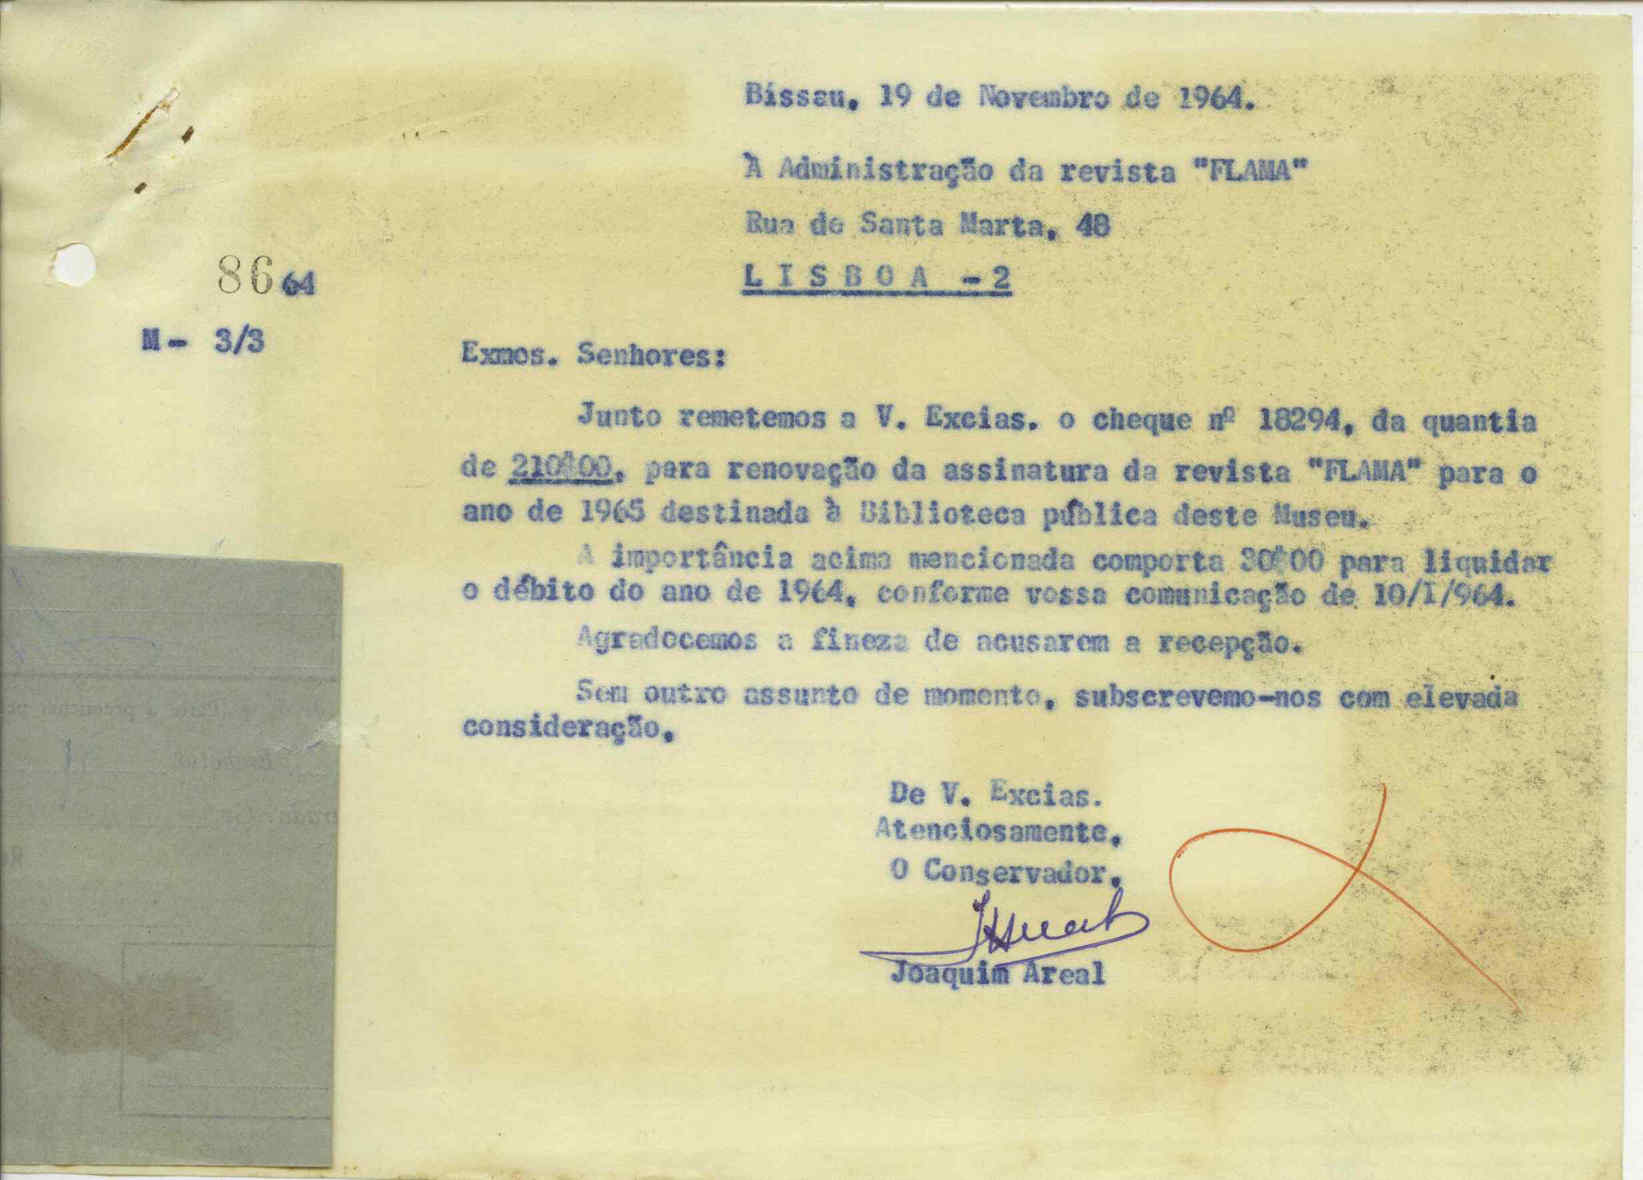 Bissau, 19 de Novembro de 1964.
À Administração da revista "FLAMA"
Rua de Santa Marta, 48
L I S B O A - 2
86 64
M - 3/3
Exmos. Senhores:
Junto remetemos a V. Excias. o cheque nº 18294, da quantia
de 210$00, para renovação da assinatura da revista "FLAMA" para o
ano de 1965 destinada à Biblioteca pública deste Museu.
A importância acima mencionada comporta 30$00 para liquidar
o débito do ano de 1964, conforme vossa comunicação de 10/I/964.
Agradecemos a fineza de acusarem a recepção.
Sem outro assunto de momento, subscrevemo-nos com elevada
consideração,
De V. Excias.
Atenciosamente,
O Conservador,
Joaquim Areal